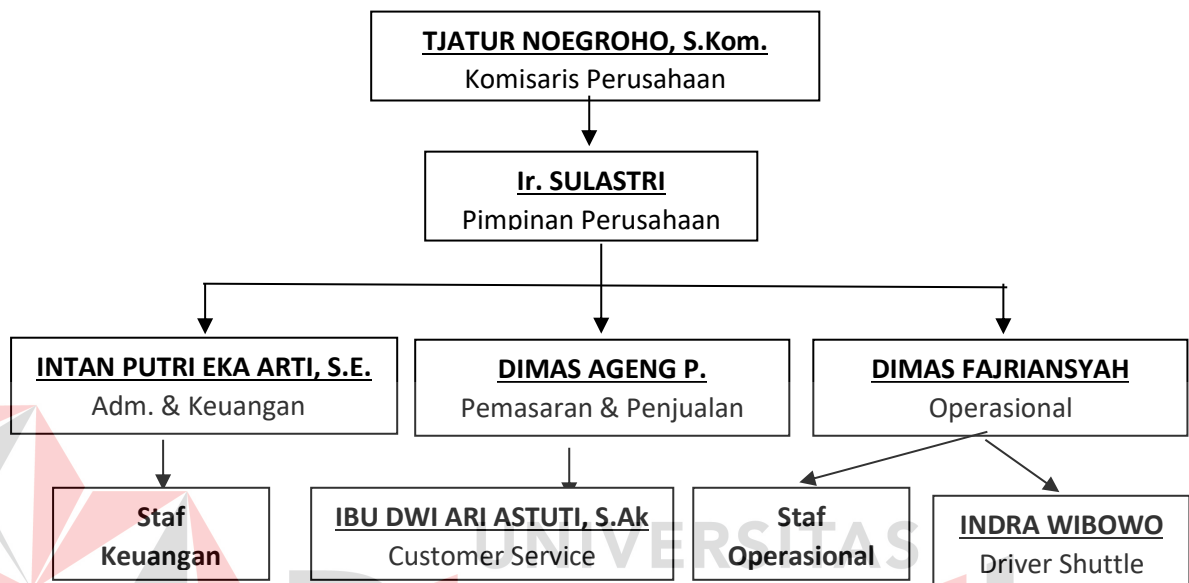 TJATUR NOEGROHO, S.Kom.
Komisaris Perusahaan
Ir. SULASTRI
Pimpinan Perusahaan
INTAN PUTRI EKA ARTI, S.E.
Adm. & Keuangan
DIMAS AGENG P.
Pemasaran & Penjualan
DIMAS FAJRIANSYAH
Operasional
Staf
Keuangan
IBU DWI ARI ASTUTI, S.Ak
Customer Service
Staf
Operasional
INDRA WIBOWO
Driver Shuttle
UNIVERSITAS